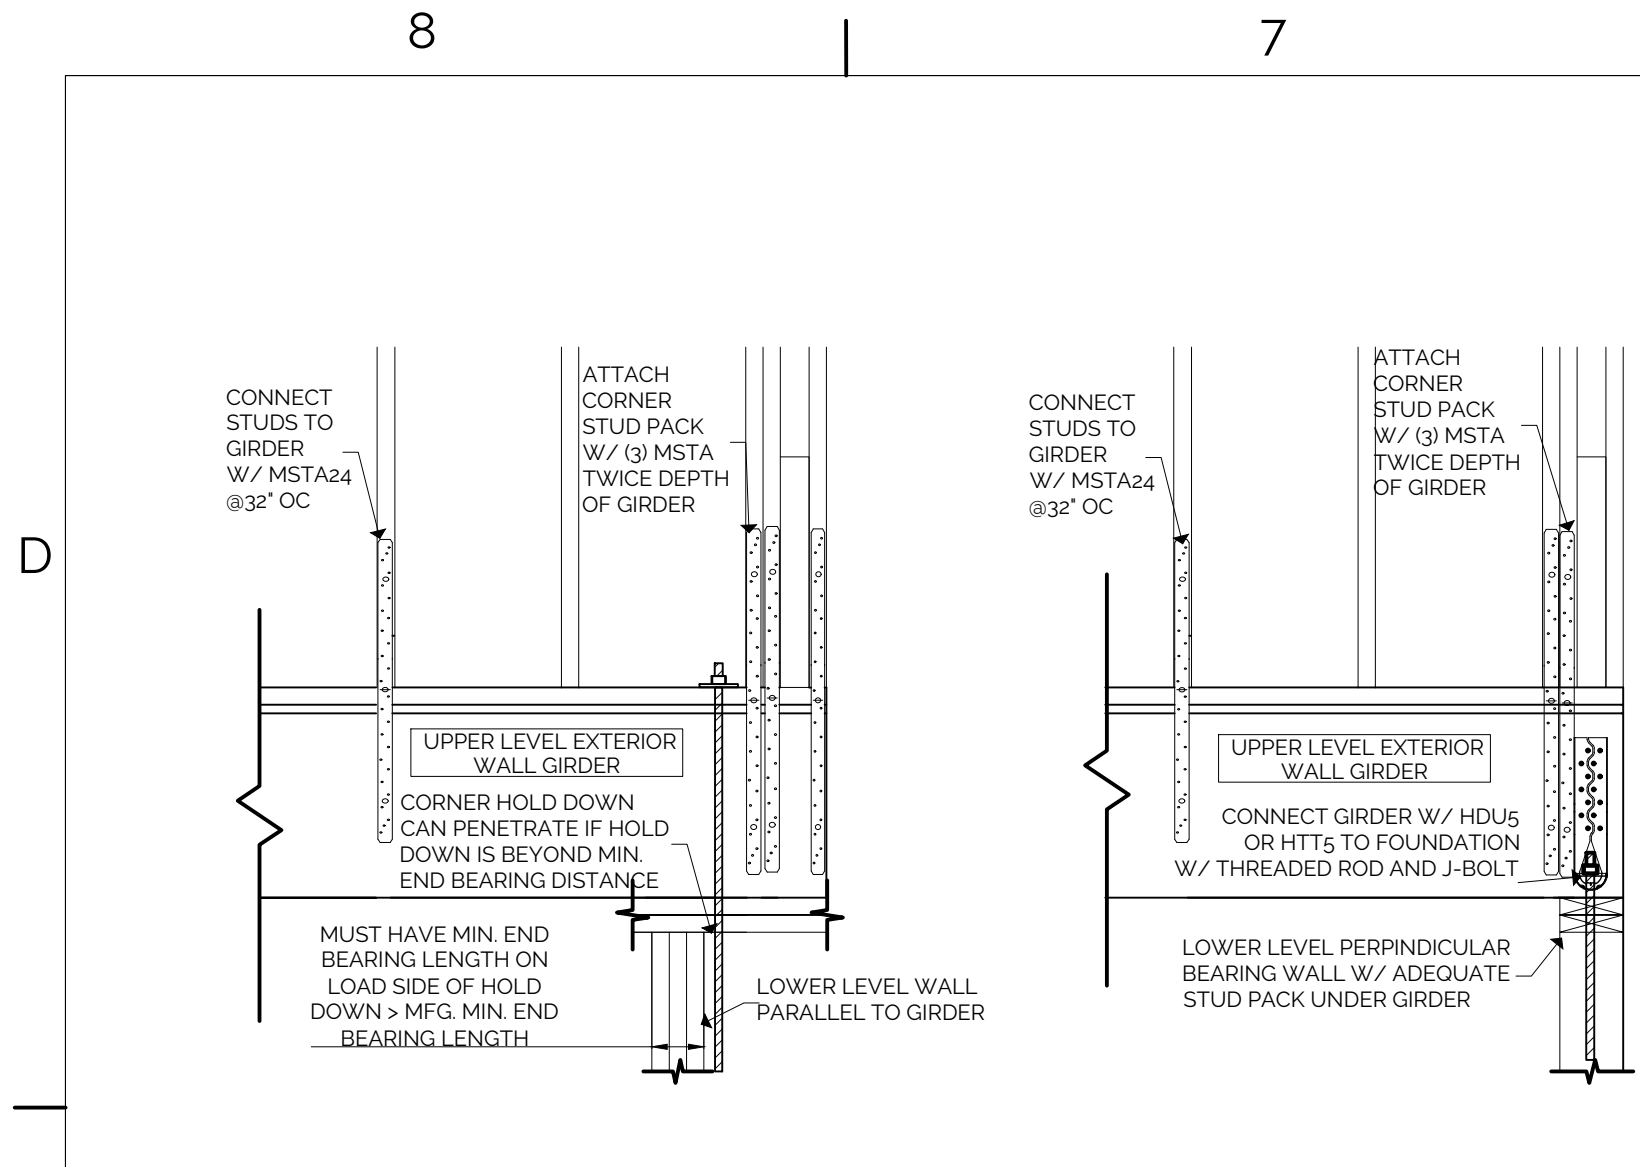 8
7
D
CONNECT
STUDS TO
GIRDER
W/ MSTA24
@32" OC
ATTACH
CORNER
STUD PACK
W/ (3) MSTA
TWICE DEPTH
OF GIRDER
UPPER LEVEL EXTERIOR
WALL GIRDER
CORNER HOLD DOWN
CAN PENETRATE IF HOLD
DOWN IS BEYOND MIN.
END BEARING DISTANCE
MUST HAVE MIN. END
BEARING LENGTH ON
LOAD SIDE OF HOLD
DOWN > MFG. MIN. END
BEARING LENGTH
LOWER LEVEL WALL
PARALLEL TO GIRDER
CONNECT
STUDS TO
GIRDER
W/ MSTA24
@32" OC
ATTACH
CORNER
STUD PACK
W/ (3) MSTA
TWICE DEPTH
OF GIRDER
UPPER LEVEL EXTERIOR
WALL GIRDER
CONNECT GIRDER W/ HDU5
OR HTT5 TO FOUNDATION
W/ THREADED ROD AND J-BOLT
LOWER LEVEL PERPINDICULAR
BEARING WALL W/ ADEQUATE
STUD PACK UNDER GIRDER